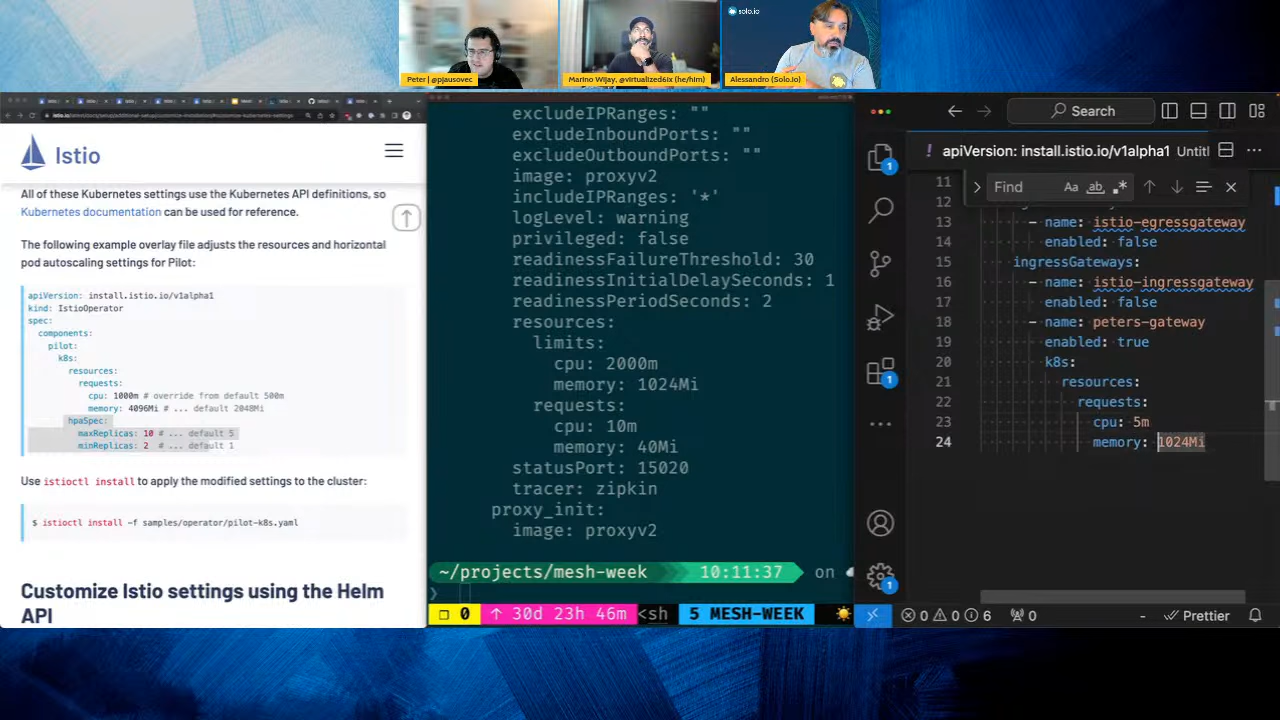 solo.io
Peter | @pjausovec
Marino Wijay, @virtualized6ix (he/him)
Alessandro (Solo.io)
Istio
All of these Kubernetes settings use the Kubernetes API definitions, so
Kubernetes documentation can be used for reference.
The following example overlay file adjusts the resources and horizontal
pod autoscaling settings for Pilot:
apiVersion: install.istio.io/v1alpha1
kind: IstioOperator
spec:
components:
pilot:
k8s:
resources:
requests:
cpu: 1000m # override from default 500m
memory: 4096Mi # ... default 2048Mi
hpaSpec:
maxReplicas: 10 # ... default 5
minReplicas: 2 # ... default 1
Use istioctl install to apply the modified settings to the cluster:
$ istioctl install -f samples/operator/pilot-k8s.yaml
Customize Istio settings using the Helm
API
excludeIPRanges: ""
excludeInboundPorts: ""
excludeOutboundPorts: ""
image: proxyv2
includeIPRanges: '*'
logLevel: warning
privileged: false
readinessFailureThreshold: 30
readinessInitialDelaySeconds: 1
readinessPeriodSeconds: 2
resources:
limits:
cpu: 2000m
memory: 1024Mi
requests:
cpu: 10m
memory: 40Mi
statusPort: 15020
tracer: zipkin
proxy_init:
image: proxyv2
~/projects/mesh-week 10:11:37 on
0 ↑ 30d 23h 46m <sh 5 MESH-WEEK
Search
! apiVersion: install.istio.io/v1alpha1 Untitl
Find Aa ab .*
11
12
13 - name: istio-egressgateway
14 enabled: false
15 ingressGateways:
16 - name: istio-ingressgateway
17 enabled: false
18 - name: peters-gateway
19 enabled: true
20 k8s:
21 resources:
22 requests:
23 cpu: 5m
24 memory: 1024Mi
1
1
1
0 0 6 0 - Prettier